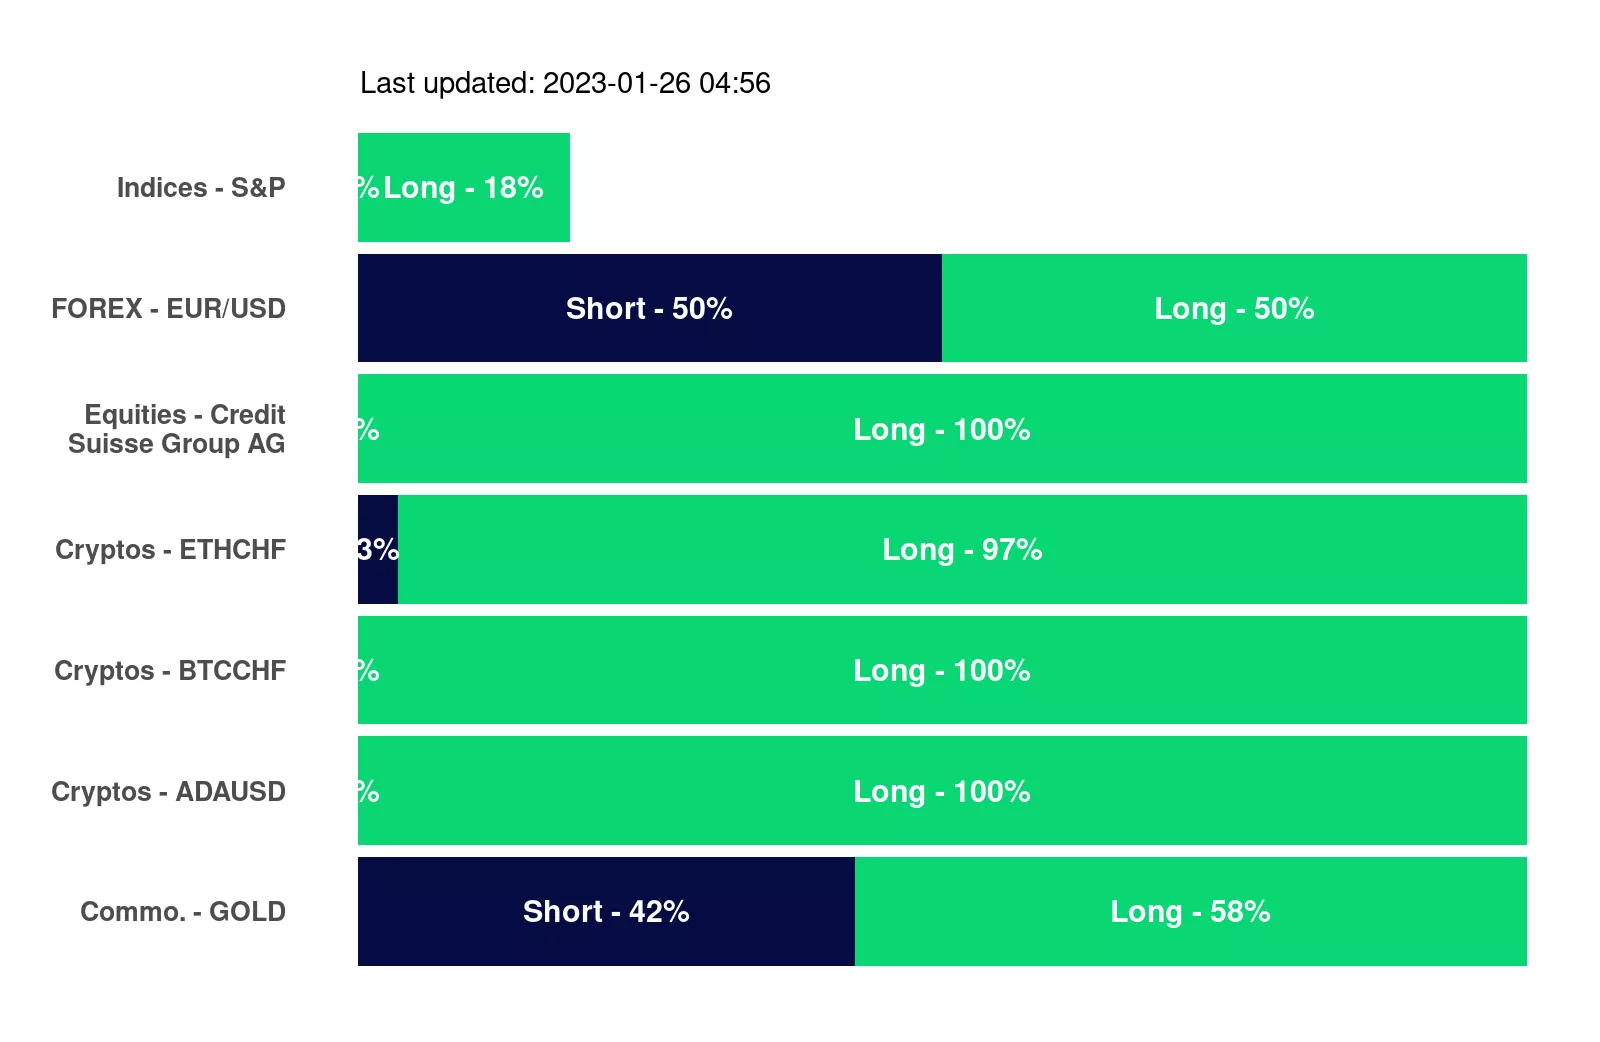 Last updated: 2023-01-26 04:56
Indices - S&P
% Long - 18%
FOREX - EUR/USD
Short - 50%
Long - 50%
Equities - Credit
Suisse Group AG
%
Long - 100%
Cryptos - ETHCHF
3%
Long - 97%
Cryptos - BTCCHF
%
Long - 100%
Cryptos - ADAUSD
%
Long - 100%
Commo. - GOLD
Short - 42%
Long - 58%